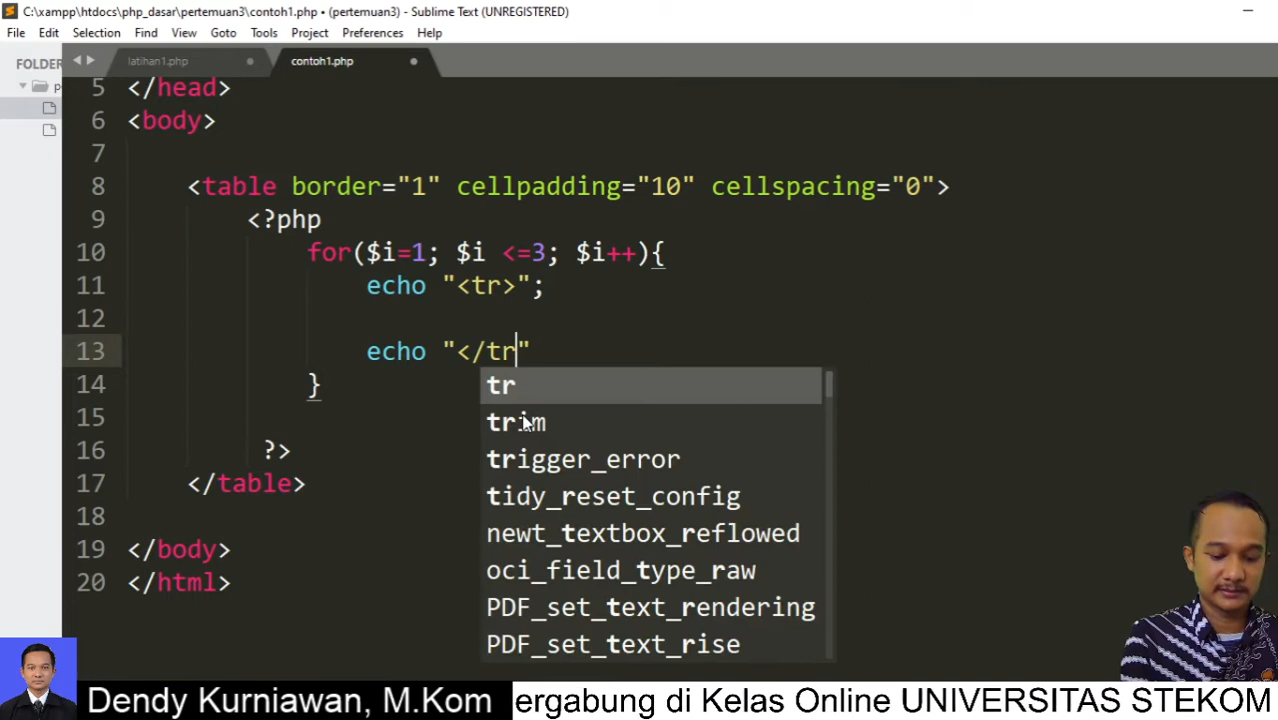 C:\xampp\htdocs\php_dasar\pertemuan3\contoh1.php • (pertemuan3) - Sublime Text (UNREGISTERED)
File Edit Selection Find View Goto Tools Project Preferences Help
FOLDER
latihan1.php
contoh1.php
5 </head>
6 <body>
7
8 <table border="1" cellpadding="10" cellspacing="0">
9 <?php
10 for($i=1; $i <=3; $i++){
11 echo "<tr>";
12
13 echo "</tr"
14 }
15
16 ?>
17 </table>
18
19 </body>
20 </html>
tr
trim
trigger_error
tidy_reset_config
newt_textbox_reflowed
oci_field_type_raw
PDF_set_text_rendering
PDF_set_text_rise
Dendy Kurniawan, M.Kom
ergabung di Kelas Online UNIVERSITAS STEKOM